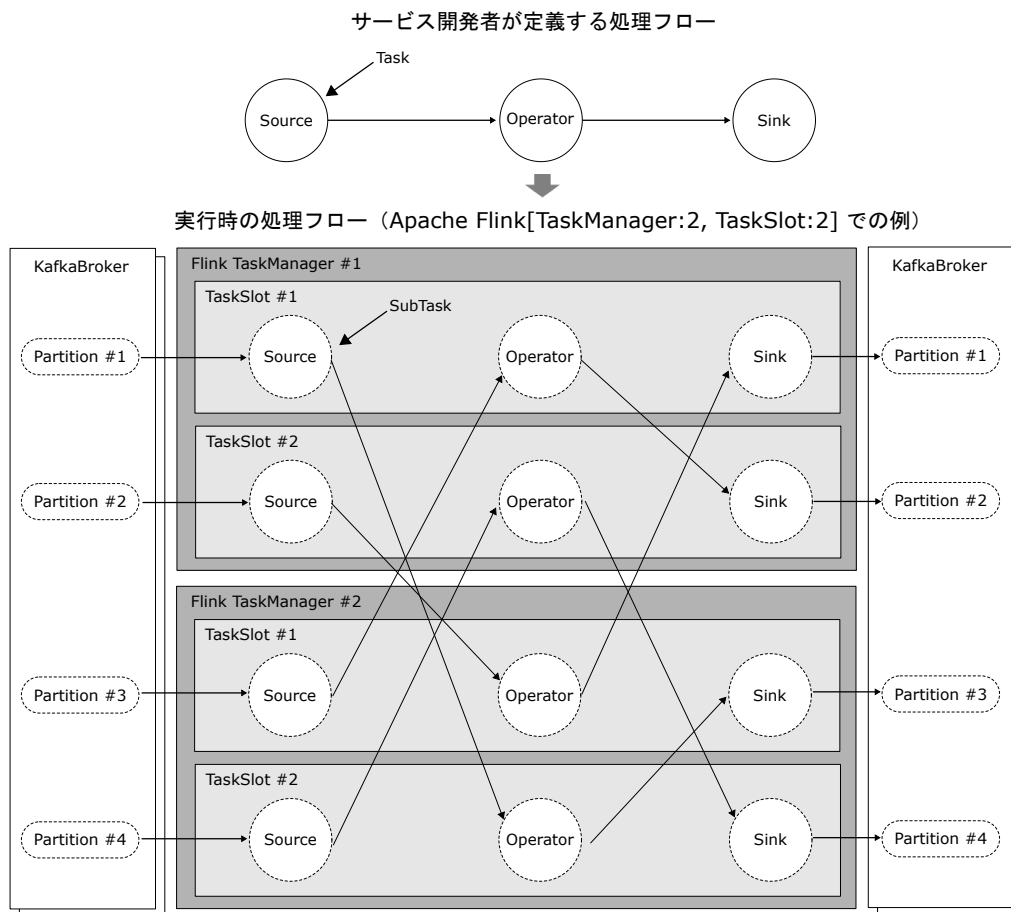 サービス開発者が定義する処理フロー
Task
Source
Operator
Sink
実行時の処理フロー（Apache Flink[TaskManager:2, TaskSlot:2] での例）
KafkaBroker
Flink TaskManager #1
KafkaBroker
TaskSlot #1
SubTask
Partition #1
Source
Operator
Sink
Partition #1
TaskSlot #2
Partition #2
Source
Operator
Sink
Partition #2
Flink TaskManager #2
TaskSlot #1
Partition #3
Source
Operator
Sink
Partition #3
TaskSlot #2
Partition #4
Source
Operator
Sink
Partition #4